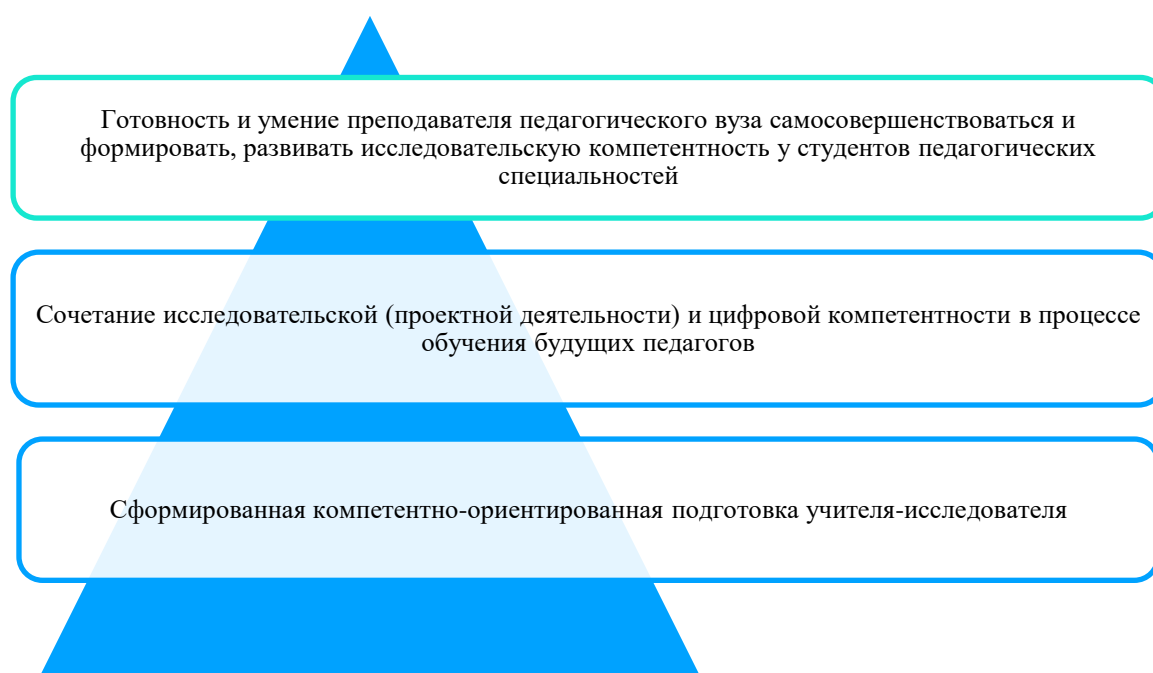 Готовность и умение преподавателя педагогического вуза самосовершенствоваться и
формировать, развивать исследовательскую компетентность у студентов педагогических
специальностей
Сочетание исследовательской (проектной деятельности) и цифровой компетентности в процессе
обучения будущих педагогов
Сформированная компетентно-ориентированная подготовка учителя-исследователя